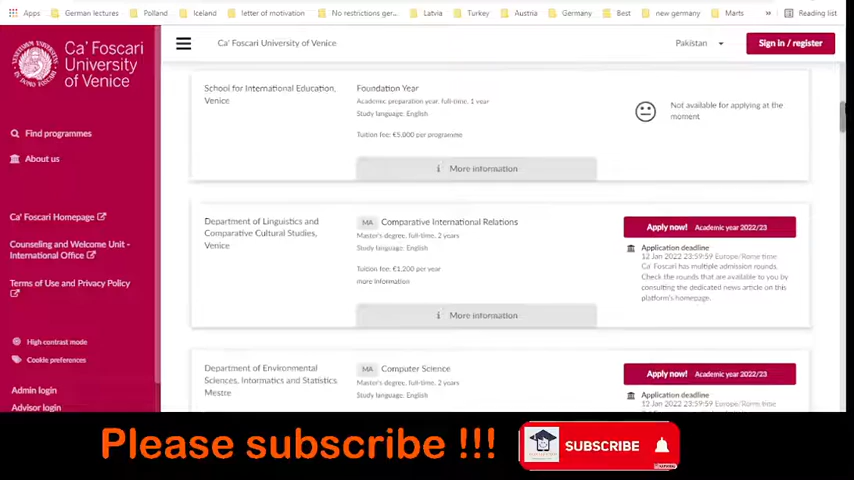 Apps German lectures Polland Iceland letter of motivation No restrictions ger... Latvia Turkey Austria Germany Best new germany Marts » Reading list
Ca' Foscari
University
of Venice
Ca' Foscari University of Venice
Pakistan
Sign in / register
Find programmes
About us
Ca' Foscari Homepage
Counseling and Welcome Unit -
International Office
Terms of Use and Privacy Policy
High contrast mode
Cookie preferences
Admin login
Advisor login
School for International Education,
Venice
Foundation Year
Academic preparation year, full-time, 1 year
Study language: English
Tuition fee: €5,000 per programme
Not available for applying at the
moment
More information
Department of Linguistics and
Comparative Cultural Studies,
Venice
MA Comparative International Relations
Master's degree, full-time, 2 years
Study language: English
Tuition fee: €1,200 per year
more information
Apply now! Academic year 2022/23
Application deadline
12 Jan 2022 23:59:59 Europe/Rome time
Ca' Foscari has multiple admission rounds.
Check the rounds that are available to you by
consulting the dedicated news article on this
platform's homepage.
More information
Department of Environmental
Sciences, Informatics and Statistics
Mestre
MA Computer Science
Master's degree, full-time, 2 years
Study language: English
Apply now! Academic year 2022/23
Application deadline
12 Jan 2022 23:59:59 Europe/Rome time
Please subscribe !!!
SUBSCRIBE